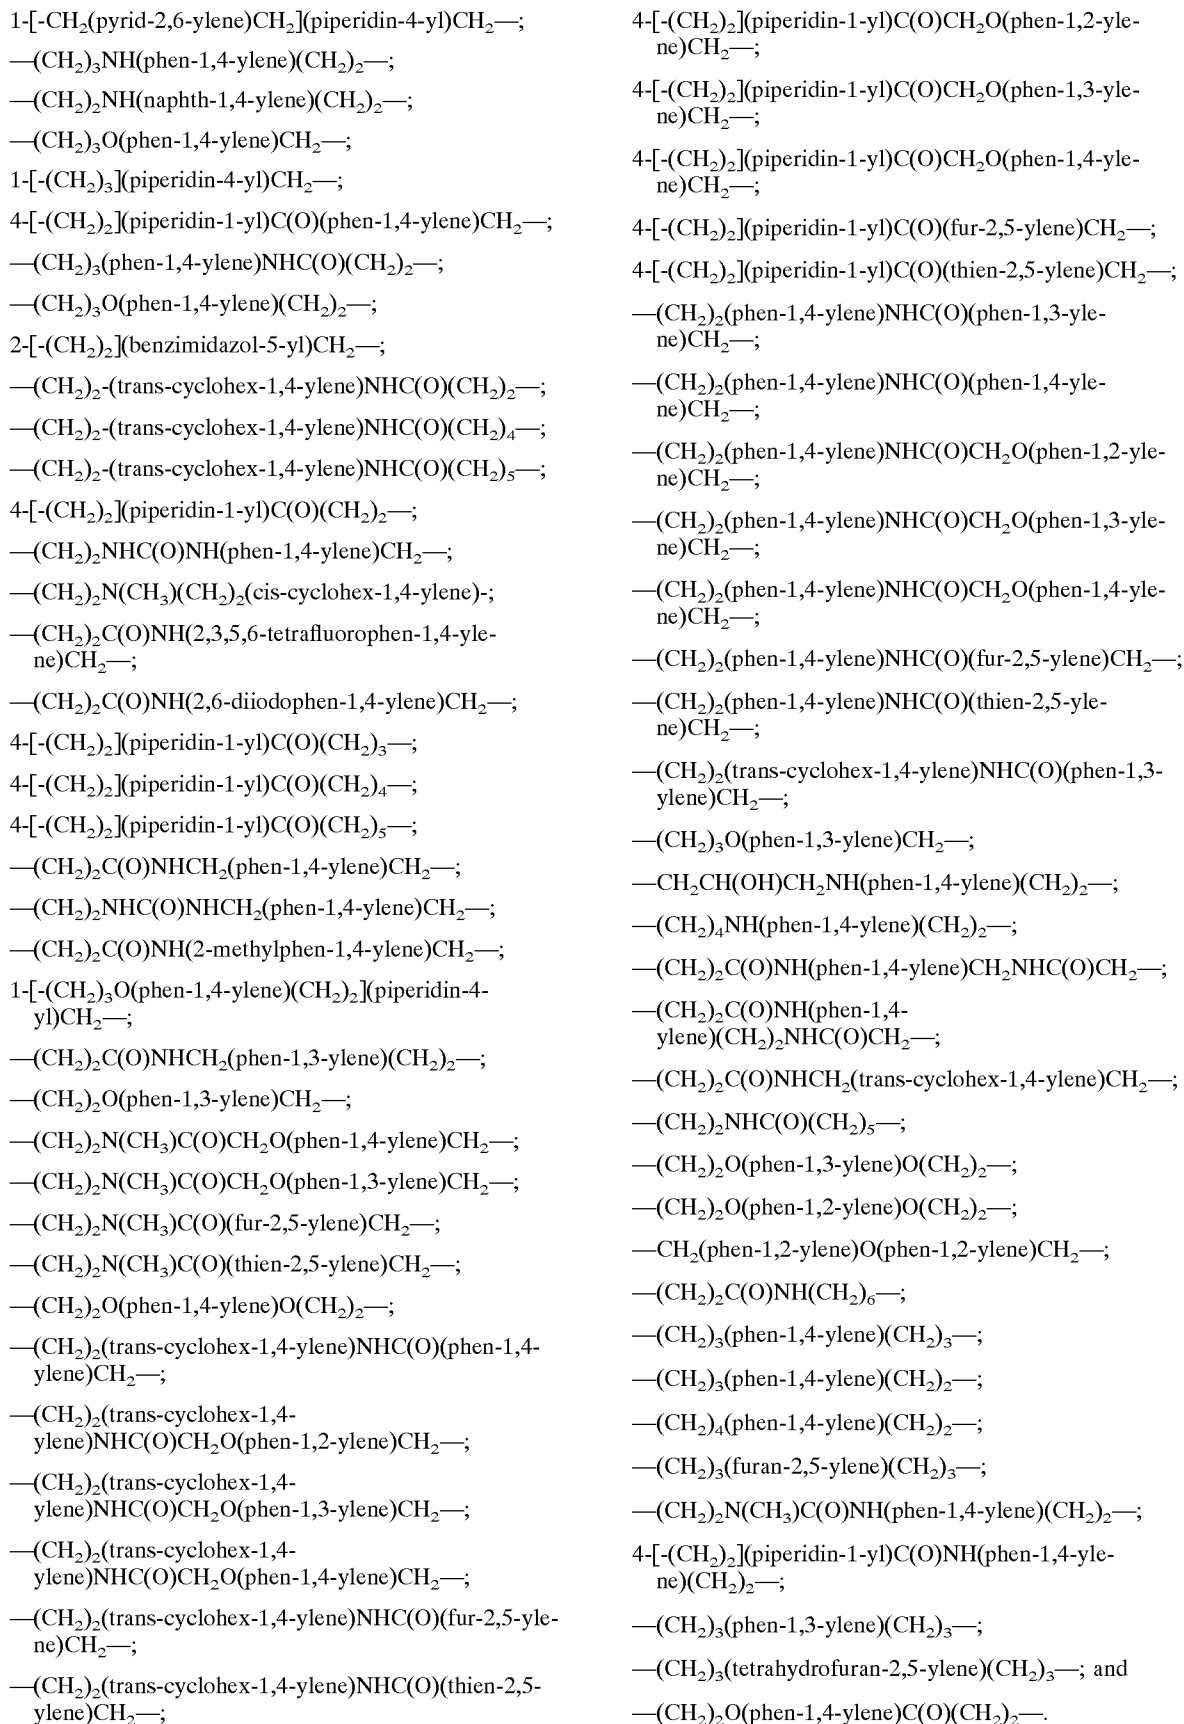 1-[-CH₂(pyrid-2,6-ylene)CH₂](piperidin-4-yl)CH₂—;
—(CH₂)₃NH(phen-1,4-ylene)(CH₂)₂—;
—(CH₂)₂NH(naphth-1,4-ylene)(CH₂)₂—;
—(CH₂)₃O(phen-1,4-ylene)CH₂—;
1-[-(CH₂)₃](piperidin-4-yl)CH₂—;
4-[-(CH₂)₂](piperidin-1-yl)C(O)(phen-1,4-ylene)CH₂—;
—(CH₂)₃(phen-1,4-ylene)NHC(O)(CH₂)₂—;
—(CH₂)₃O(phen-1,4-ylene)(CH₂)₂—;
2-[-(CH₂)₂](benzimidazol-5-yl)CH₂—;
—(CH₂)₂-(trans-cyclohex-1,4-ylene)NHC(O)(CH₂)₂—;
—(CH₂)₂-(trans-cyclohex-1,4-ylene)NHC(O)(CH₂)₄—;
—(CH₂)₂-(trans-cyclohex-1,4-ylene)NHC(O)(CH₂)₅—;
4-[-(CH₂)₂](piperidin-1-yl)C(O)(CH₂)₂—;
—(CH₂)₂NHC(O)NH(phen-1,4-ylene)CH₂—;
—(CH₂)₂N(CH₃)(CH₂)₂(cis-cyclohex-1,4-ylene)-;
—(CH₂)₂C(O)NH(2,3,5,6-tetrafluorophen-1,4-yle-
ne)CH₂—;
—(CH₂)₂C(O)NH(2,6-diiodophen-1,4-ylene)CH₂—;
4-[-(CH₂)₂](piperidin-1-yl)C(O)(CH₂)₃—;
4-[-(CH₂)₂](piperidin-1-yl)C(O)(CH₂)₄—;
4-[-(CH₂)₂](piperidin-1-yl)C(O)(CH₂)₅—;
—(CH₂)₂C(O)NHCH₂(phen-1,4-ylene)CH₂—;
—(CH₂)₂NHC(O)NHCH₂(phen-1,4-ylene)CH₂—;
—(CH₂)₂C(O)NH(2-methylphen-1,4-ylene)CH₂—;
1-[-(CH₂)₃O(phen-1,4-ylene)(CH₂)₂](piperidin-4-
yl)CH₂—;
—(CH₂)₂C(O)NHCH₂(phen-1,3-ylene)(CH₂)₂—;
—(CH₂)₂O(phen-1,3-ylene)CH₂—;
—(CH₂)₂N(CH₃)C(O)CH₂O(phen-1,4-ylene)CH₂—;
—(CH₂)₂N(CH₃)C(O)CH₂O(phen-1,3-ylene)CH₂—;
—(CH₂)₂N(CH₃)C(O)(fur-2,5-ylene)CH₂—;
—(CH₂)₂N(CH₃)C(O)(thien-2,5-ylene)CH₂—;
—(CH₂)₂O(phen-1,4-ylene)O(CH₂)₂—;
—(CH₂)₂(trans-cyclohex-1,4-ylene)NHC(O)(phen-1,4-
ylene)CH₂—;
—(CH₂)₂(trans-cyclohex-1,4-
ylene)NHC(O)CH₂O(phen-1,2-ylene)CH₂—;
—(CH₂)₂(trans-cyclohex-1,4-
ylene)NHC(O)CH₂O(phen-1,3-ylene)CH₂—;
—(CH₂)₂(trans-cyclohex-1,4-
ylene)NHC(O)CH₂O(phen-1,4-ylene)CH₂—;
—(CH₂)₂(trans-cyclohex-1,4-ylene)NHC(O)(fur-2,5-yle-
ne)CH₂—;
—(CH₂)₂(trans-cyclohex-1,4-ylene)NHC(O)(thien-2,5-
ylene)CH₂—;
4-[-(CH₂)₂](piperidin-1-yl)C(O)CH₂O(phen-1,2-yle-
ne)CH₂—;
4-[-(CH₂)₂](piperidin-1-yl)C(O)CH₂O(phen-1,3-yle-
ne)CH₂—;
4-[-(CH₂)₂](piperidin-1-yl)C(O)CH₂O(phen-1,4-yle-
ne)CH₂—;
4-[-(CH₂)₂](piperidin-1-yl)C(O)(fur-2,5-ylene)CH₂—;
4-[-(CH₂)₂](piperidin-1-yl)C(O)(thien-2,5-ylene)CH₂—;
—(CH₂)₂(phen-1,4-ylene)NHC(O)(phen-1,3-yle-
ne)CH₂—;
—(CH₂)₂(phen-1,4-ylene)NHC(O)(phen-1,4-yle-
ne)CH₂—;
—(CH₂)₂(phen-1,4-ylene)NHC(O)CH₂O(phen-1,2-yle-
ne)CH₂—;
—(CH₂)₂(phen-1,4-ylene)NHC(O)CH₂O(phen-1,3-yle-
ne)CH₂—;
—(CH₂)₂(phen-1,4-ylene)NHC(O)CH₂O(phen-1,4-yle-
ne)CH₂—;
—(CH₂)₂(phen-1,4-ylene)NHC(O)(fur-2,5-ylene)CH₂—;
—(CH₂)₂(phen-1,4-ylene)NHC(O)(thien-2,5-yle-
ne)CH₂—;
—(CH₂)₂(trans-cyclohex-1,4-ylene)NHC(O)(phen-1,3-
ylene)CH₂—;
—(CH₂)₃O(phen-1,3-ylene)CH₂—;
—CH₂CH(OH)CH₂NH(phen-1,4-ylene)(CH₂)₂—;
—(CH₂)₄NH(phen-1,4-ylene)(CH₂)₂—;
—(CH₂)₂C(O)NH(phen-1,4-ylene)CH₂NHC(O)CH₂—;
—(CH₂)₂C(O)NH(phen-1,4-
ylene)(CH₂)₂NHC(O)CH₂—;
—(CH₂)₂C(O)NHCH₂(trans-cyclohex-1,4-ylene)CH₂—;
—(CH₂)₂NHC(O)(CH₂)₅—;
—(CH₂)₂O(phen-1,3-ylene)O(CH₂)₂—;
—(CH₂)₂O(phen-1,2-ylene)O(CH₂)₂—;
—CH₂(phen-1,2-ylene)O(phen-1,2-ylene)CH₂—;
—(CH₂)₂C(O)NH(CH₂)₆—;
—(CH₂)₃(phen-1,4-ylene)(CH₂)₃—;
—(CH₂)₃(phen-1,4-ylene)(CH₂)₂—;
—(CH₂)₄(phen-1,4-ylene)(CH₂)₂—;
—(CH₂)₃(furan-2,5-ylene)(CH₂)₃—;
—(CH₂)₂N(CH₃)C(O)NH(phen-1,4-ylene)(CH₂)₂—;
4-[-(CH₂)₂](piperidin-1-yl)C(O)NH(phen-1,4-yle-
ne)(CH₂)₂—;
—(CH₂)₃(phen-1,3-ylene)(CH₂)₃—;
—(CH₂)₃(tetrahydrofuran-2,5-ylene)(CH₂)₃—; and
—(CH₂)₂O(phen-1,4-ylene)C(O)(CH₂)₂—.